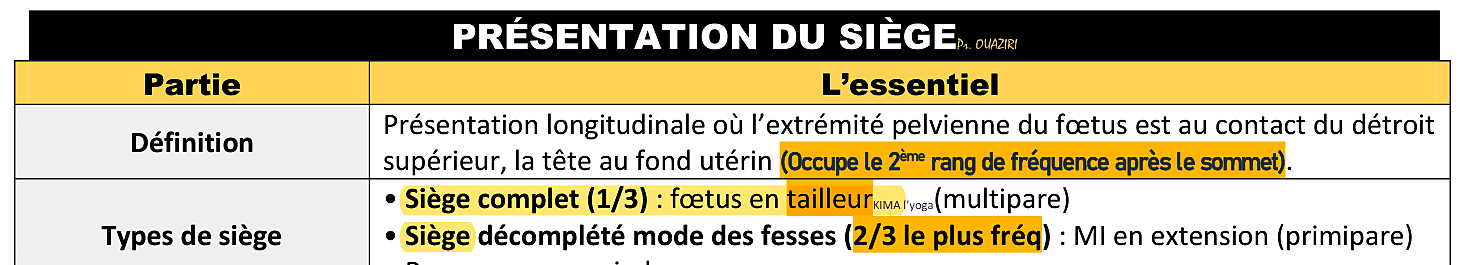 PRÉSENTATION DU SIÈGE Pr. OUAZIRI
Partie L'essentiel
Définition
Présentation longitudinale où l'extrémité pelvienne du fœtus est au contact du détroit
supérieur, la tête au fond utérin (Occupe le 2ème rang de fréquence après le sommet).
Types de siège
• Siège complet (1/3) : fœtus en tailleur KIMA l'yoga (multipare)
• Siège décomplété mode des fesses (2/3 le plus fréq) : MI en extension (primipare)